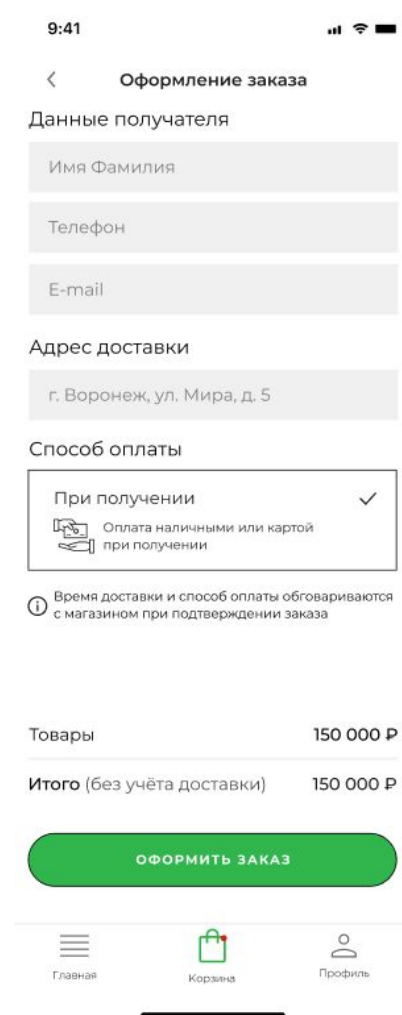 9:41
Оформление заказа
Данные получателя
Имя Фамилия
Телефон
E-mail
Адрес доставки
г. Воронеж, ул. Мира, д. 5
Способ оплаты
При получении
Оплата наличными или картой
при получении
Время доставки и способ оплаты обговариваются
с магазином при подтверждении заказа
Товары 150 000 ₽
Итого (без учёта доставки) 150 000 ₽
ОФОРМИТЬ ЗАКАЗ
Главная Корзина Профиль